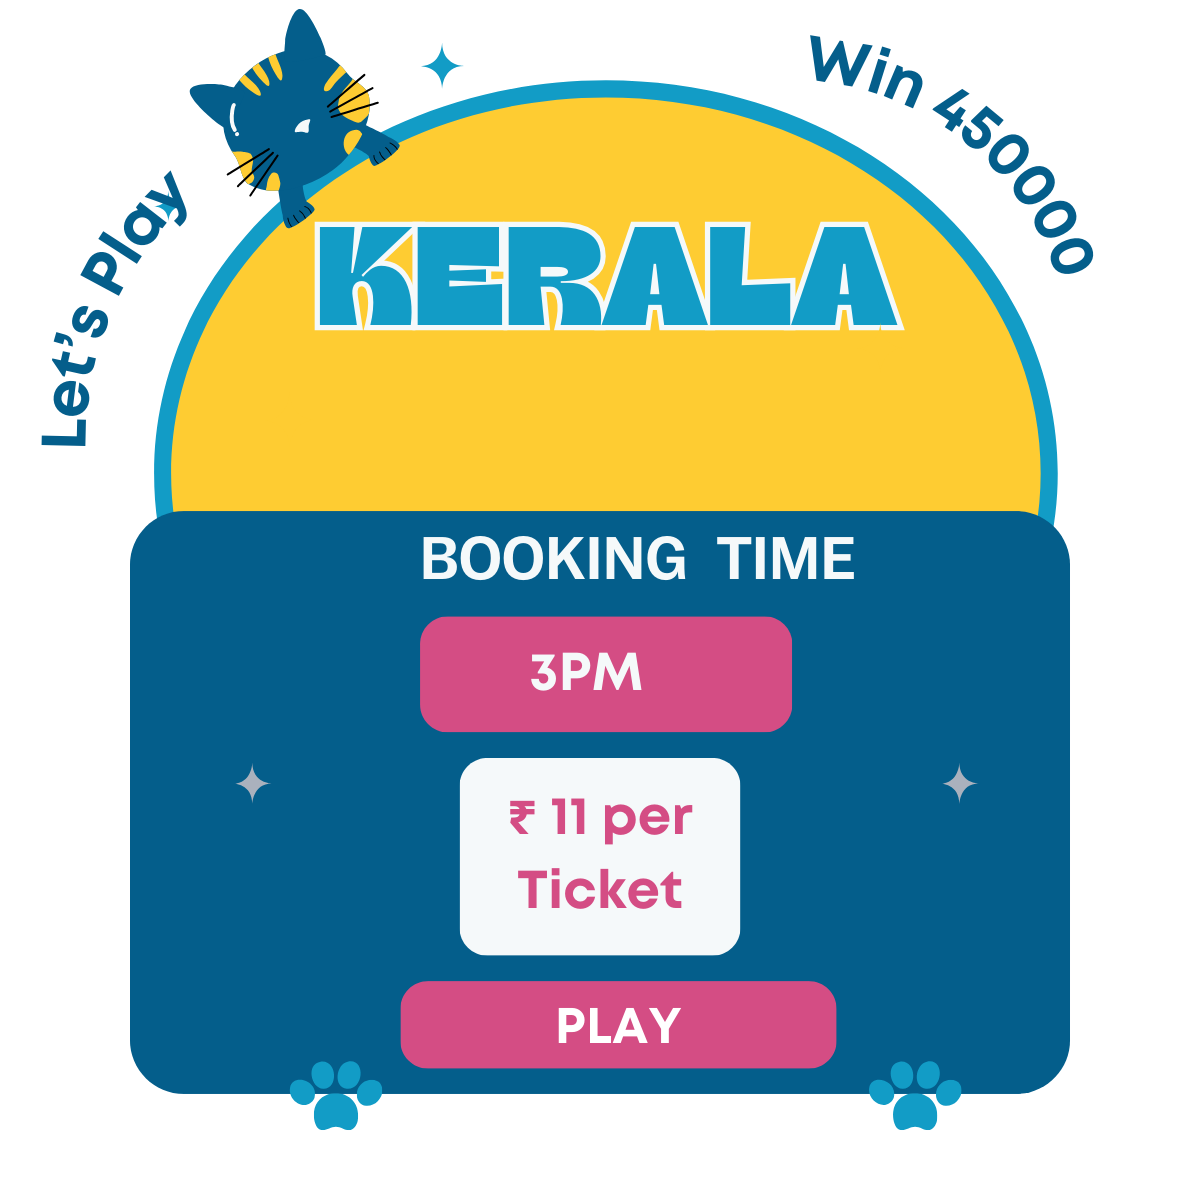 Let's Play
Win 450000
KERALA
BOOKING TIME
3PM
₹ 11 per
Ticket
PLAY